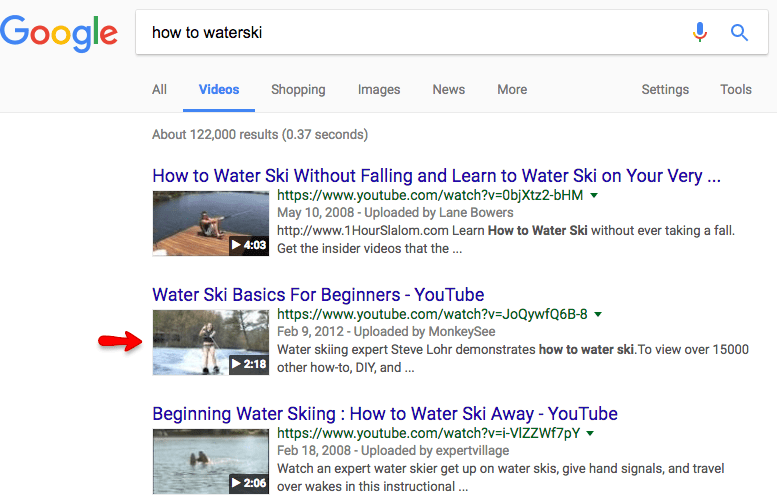 Google
how to waterski
All Videos Shopping Images News More Settings Tools
About 122,000 results (0.37 seconds)
How to Water Ski Without Falling and Learn to Water Ski on Your Very ...
https://www.youtube.com/watch?v=0bjXtz2-bHM
May 10, 2008 - Uploaded by Lane Bowers
http://www.1HourSlalom.com Learn How to Water Ski without ever taking a fall.
Get the insider videos that the ...
4:03
Water Ski Basics For Beginners - YouTube
https://www.youtube.com/watch?v=JoQywfQ6B-8
Feb 9, 2012 - Uploaded by MonkeySee
Water skiing expert Steve Lohr demonstrates how to water ski.To view over 15000
other how-to, DIY, and ...
2:18
Beginning Water Skiing : How to Water Ski Away - YouTube
https://www.youtube.com/watch?v=i-VlZZWf7pY
Feb 18, 2008 - Uploaded by expertvillage
Watch an expert water skier get up on water skis, give hand signals, and travel
over wakes in this instructional ...
2:06